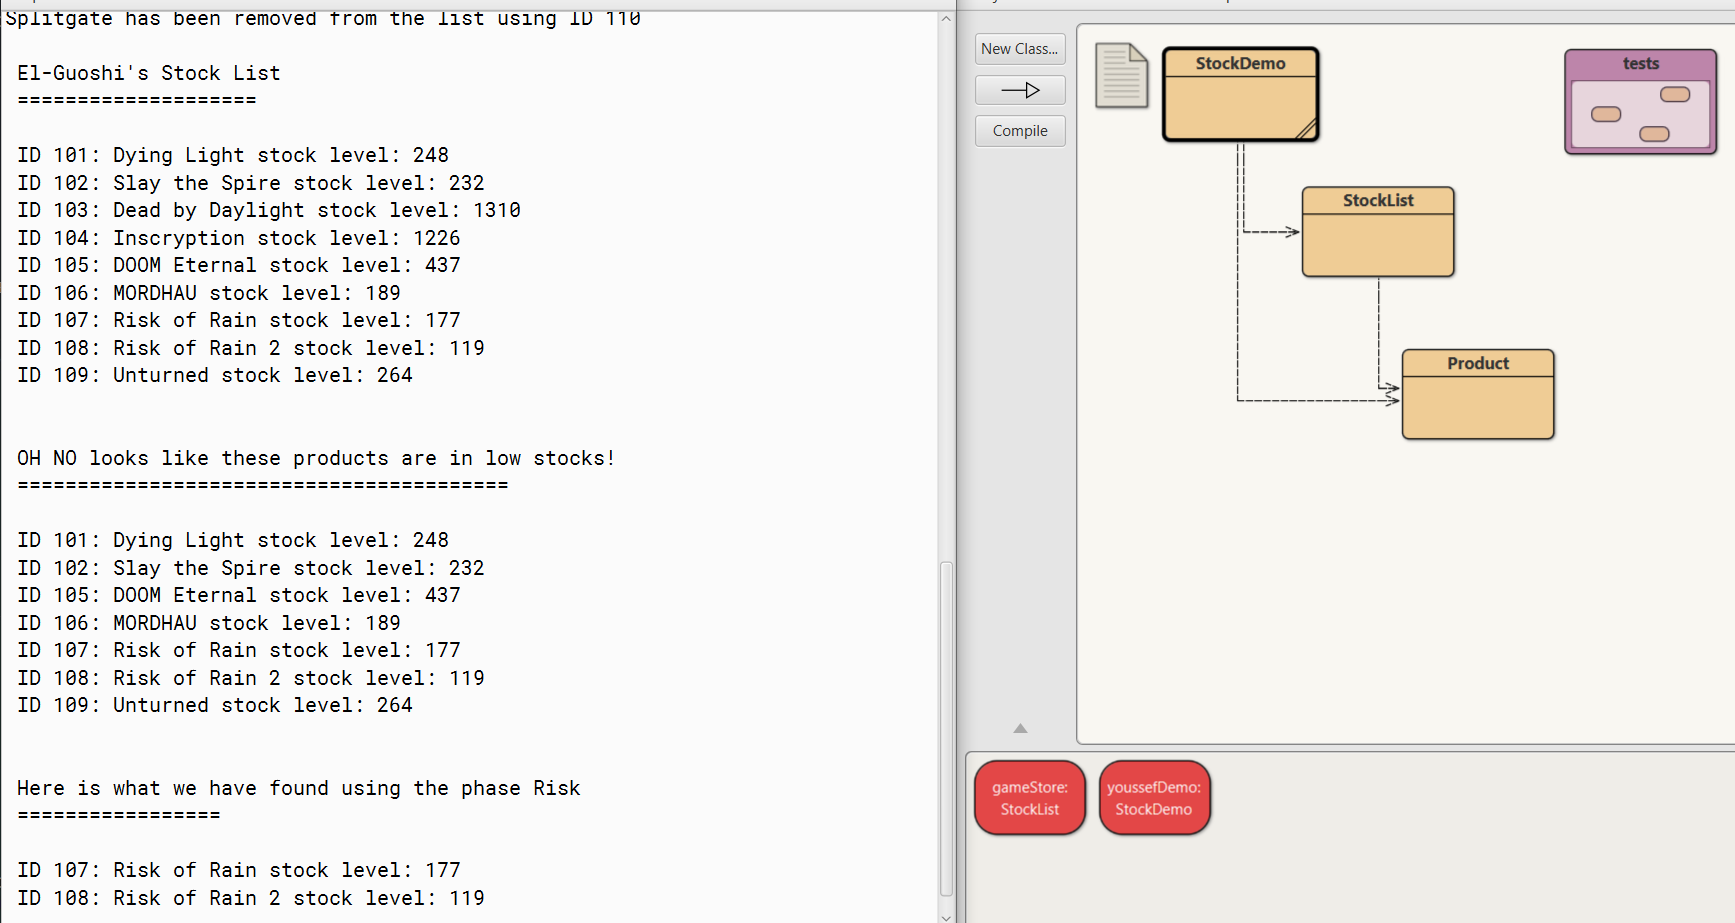 Splitgate has been removed from the list using ID 110
El-Guoshi's Stock List
====================
ID 101: Dying Light stock level: 248
ID 102: Slay the Spire stock level: 232
ID 103: Dead by Daylight stock level: 1310
ID 104: Inscryption stock level: 1226
ID 105: DOOM Eternal stock level: 437
ID 106: MORDHAU stock level: 189
ID 107: Risk of Rain stock level: 177
ID 108: Risk of Rain 2 stock level: 119
ID 109: Unturned stock level: 264
OH NO looks like these products are in low stocks!
=========================================
ID 101: Dying Light stock level: 248
ID 102: Slay the Spire stock level: 232
ID 105: DOOM Eternal stock level: 437
ID 106: MORDHAU stock level: 189
ID 107: Risk of Rain stock level: 177
ID 108: Risk of Rain 2 stock level: 119
ID 109: Unturned stock level: 264
Here is what we have found using the phase Risk
=================
ID 107: Risk of Rain stock level: 177
ID 108: Risk of Rain 2 stock level: 119
New Class...
Compile
StockDemo
tests
StockList
Product
gameStore:
StockList
youssefDemo:
StockDemo